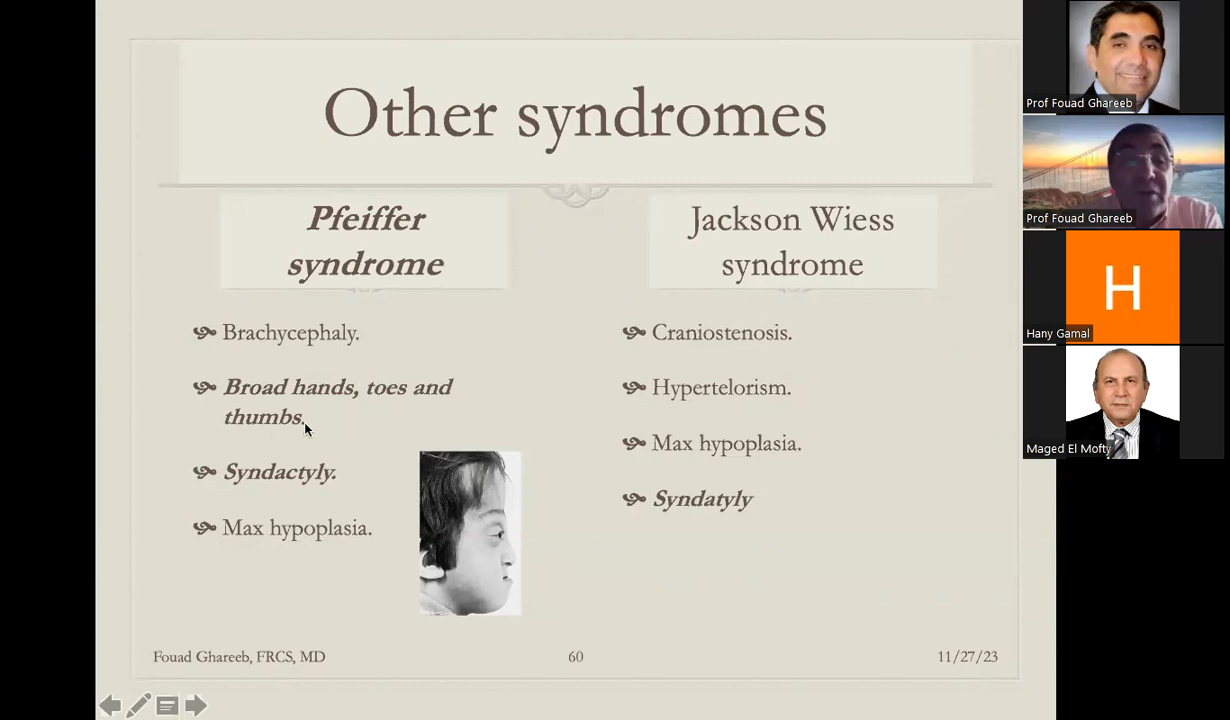 Other syndromes
Pfeiffer
syndrome
Brachycephaly.
Broad hands, toes and
thumbs.
Syndactyly.
Max hypoplasia.
Jackson Wiess
syndrome
Craniostenosis.
Hypertelorism.
Max hypoplasia.
Syndatyly
Fouad Ghareeb, FRCS, MD
60
11/27/23
Prof Fouad Ghareeb
Prof Fouad Ghareeb
H
Hany Gamal
Maged El Mofty